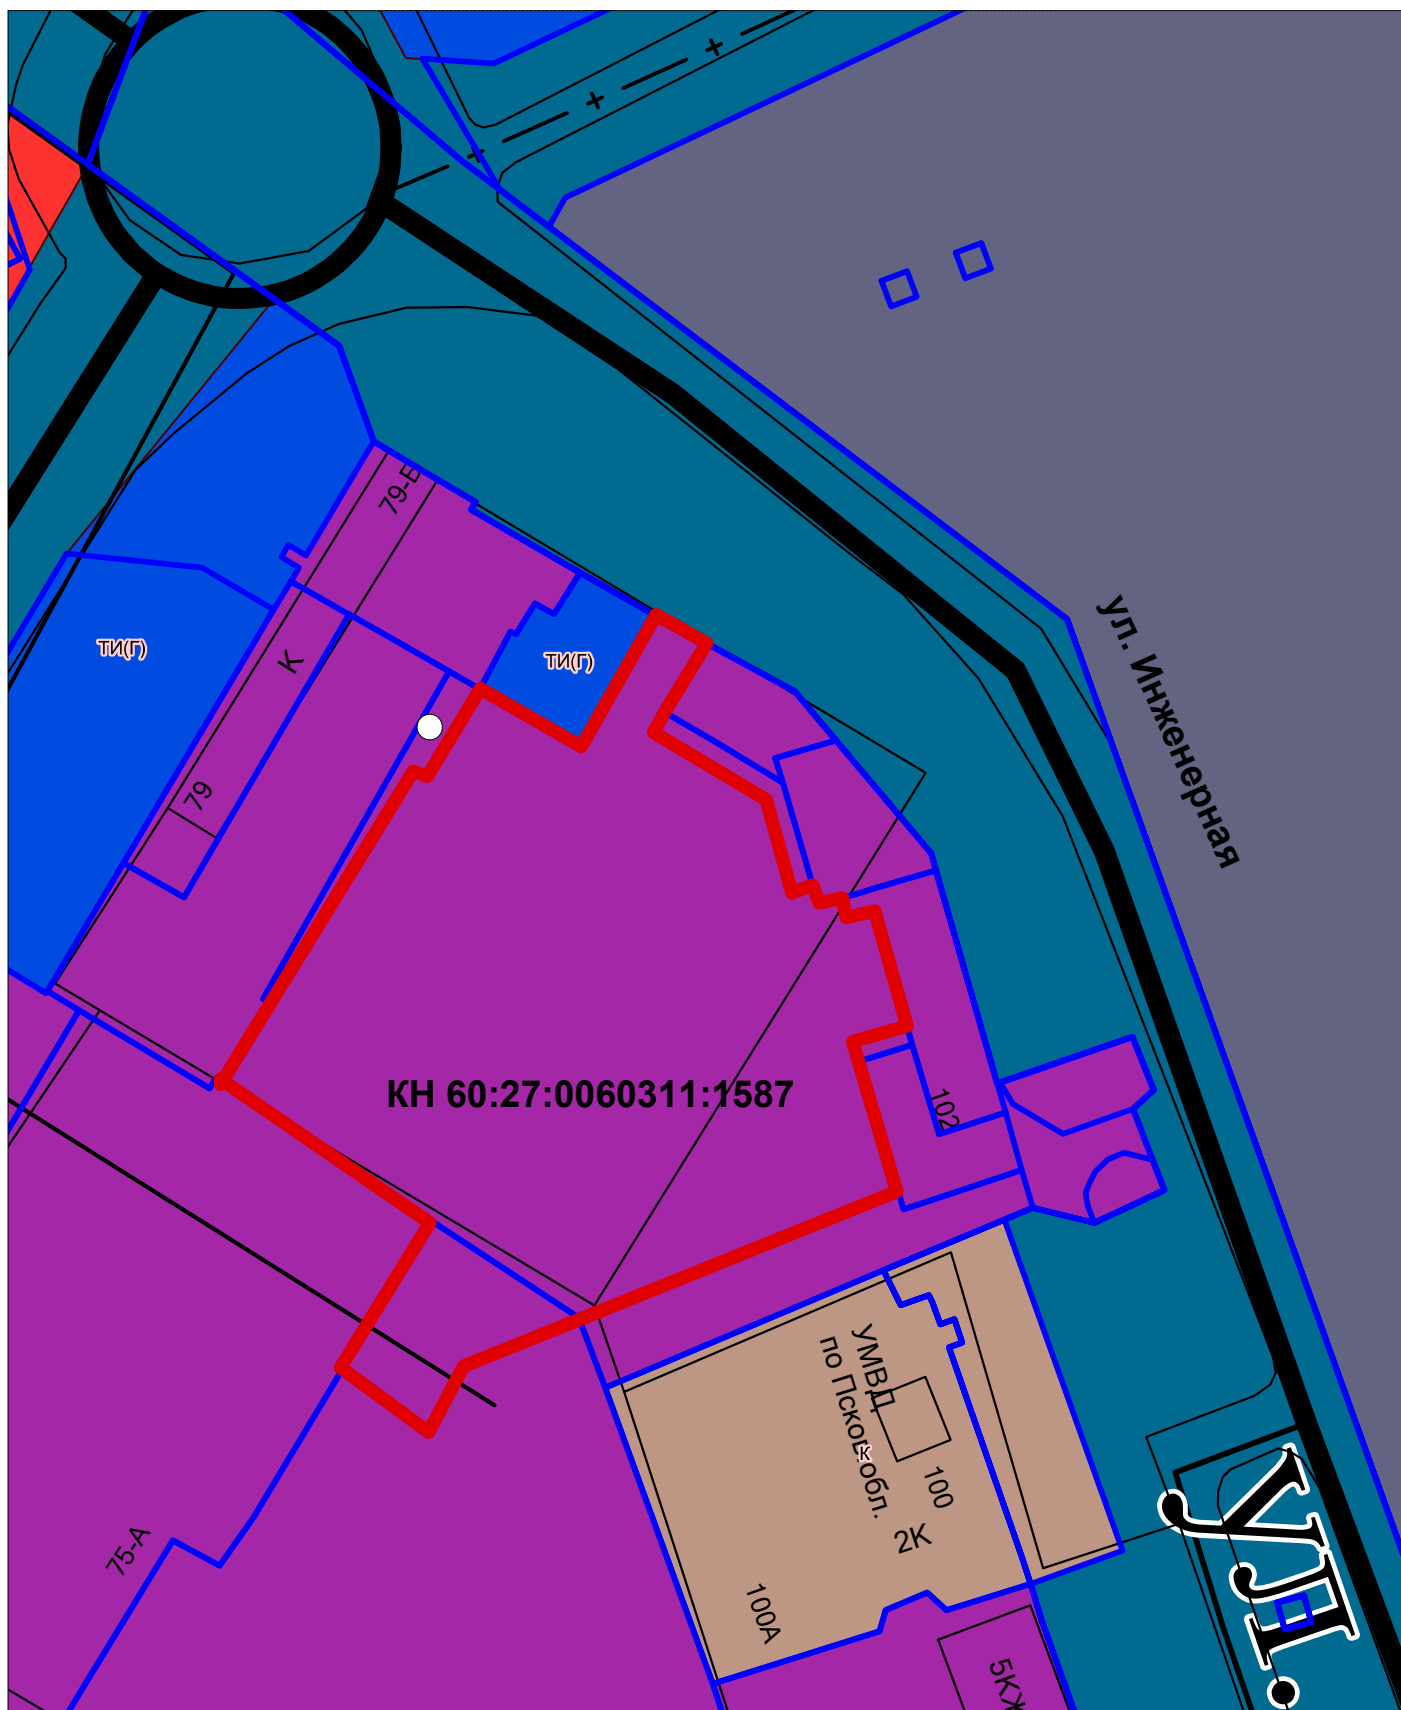 79-Б
ТИ(Г)
К
ТИ(Г)
79
ул. Инженерная
КН 60:27:0060311:1587
102
УМВД
по Псков. обл.
К
100
2К
75-А
100А
5КЖ
ул.